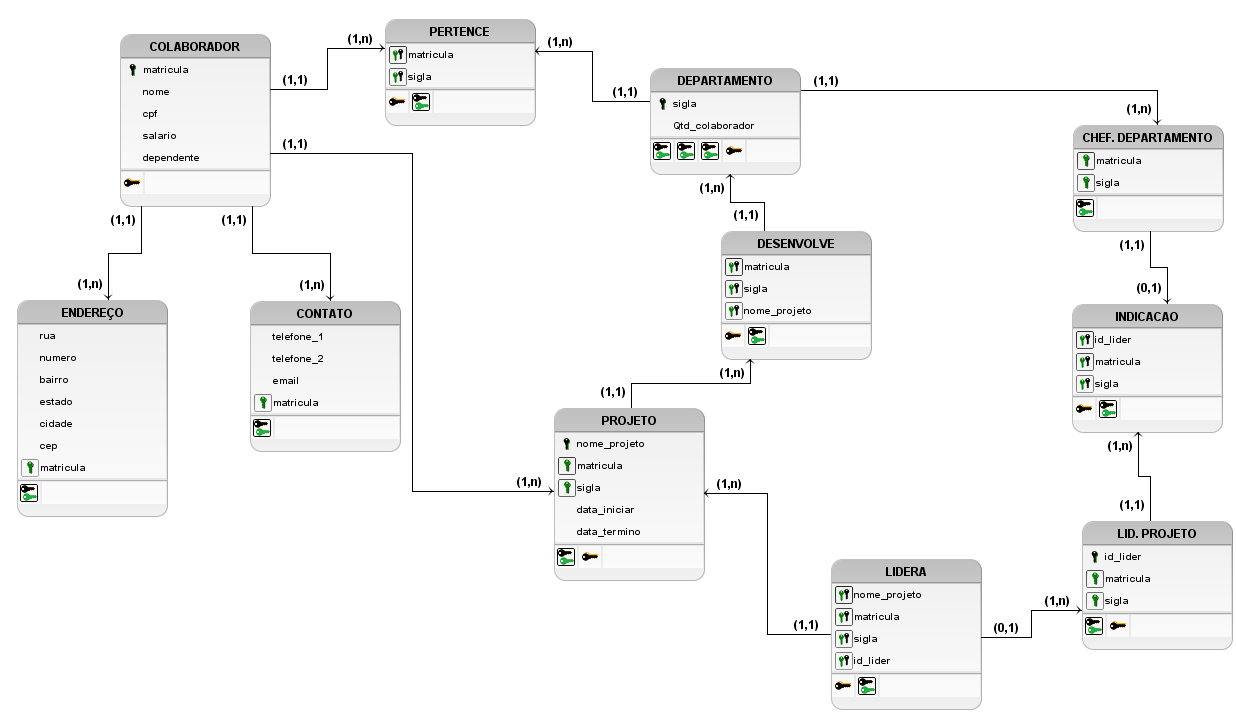 COLABORADOR
matricula
nome
cpf
salario
dependente
(1,1)
(1,n)
PERTENCE
matricula
sigla
(1,n)
(1,1)
DEPARTAMENTO
sigla
Qtd_colaborador
(1,1)
(1,n)
CHEF. DEPARTAMENTO
matricula
sigla
(1,1)
(1,1)
(1,1)
(1,n)
(1,n)
ENDEREÇO
rua
numero
bairro
estado
cidade
cep
matricula
CONTATO
telefone_1
telefone_2
email
matricula
(1,n)
(1,1)
DESENVOLVE
matricula
sigla
nome_projeto
(1,n)
(1,1)
(1,1)
(0,1)
INDICACAO
id_lider
matricula
sigla
(1,n)
(1,1)
PROJETO
nome_projeto
matricula
sigla
data_iniciar
data_termino
(1,n)
(1,n)
(1,1)
LIDERA
nome_projeto
matricula
sigla
id_lider
(0,1)
(1,n)
LID. PROJETO
id_lider
matricula
sigla